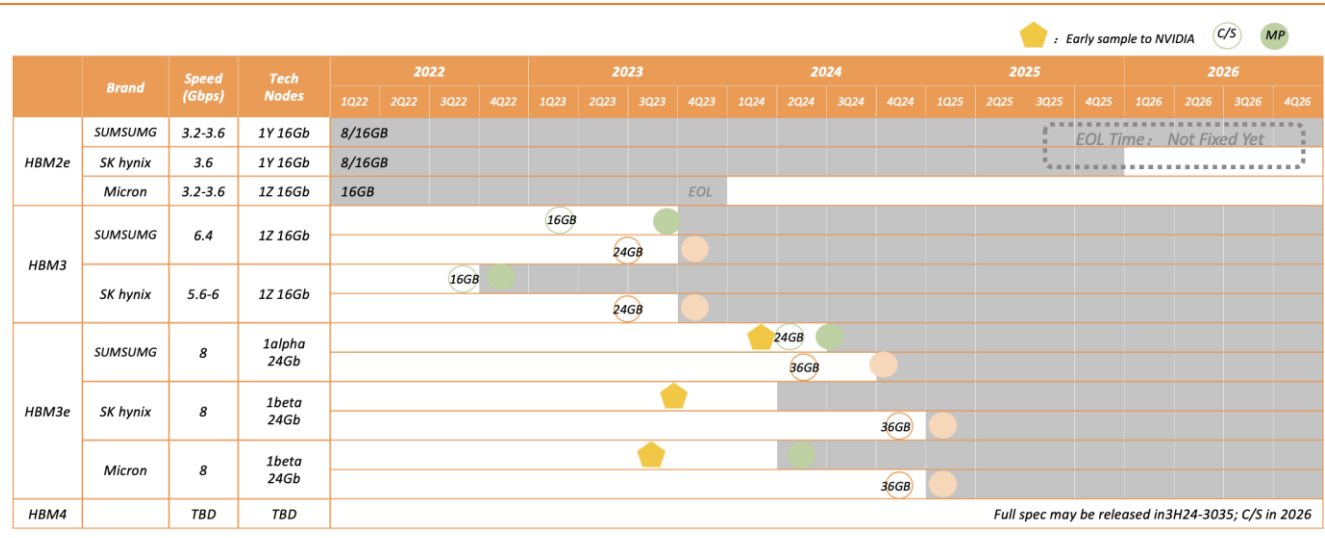 : Early sample to NVIDIA C/S MP
Brand Speed (Gbps) Tech Nodes 2022 2023 2024 2025 2026
1Q22 2Q22 3Q22 4Q22 1Q23 2Q23 3Q23 4Q23 1Q24 2Q24 3Q24 4Q24 1Q25 2Q25 3Q25 4Q25 1Q26 2Q26 3Q26 4Q26
HBM2e
SUMSUMG 3.2-3.6 1Y 16Gb 8/16GB
EOL Time： Not Fixed Yet
SK hynix 3.6 1Y 16Gb 8/16GB
Micron 3.2-3.6 1Z 16Gb 16GB EOL
HBM3
SUMSUMG 6.4 1Z 16Gb
16GB
24GB
SK hynix 5.6-6 1Z 16Gb
16GB
24GB
HBM3e
SUMSUMG 8 1alpha 24Gb
24GB
36GB
SK hynix 8 1beta 24Gb
36GB
Micron 8 1beta 24Gb
36GB
HBM4 TBD TBD Full spec may be released in3H24-3035; C/S in 2026